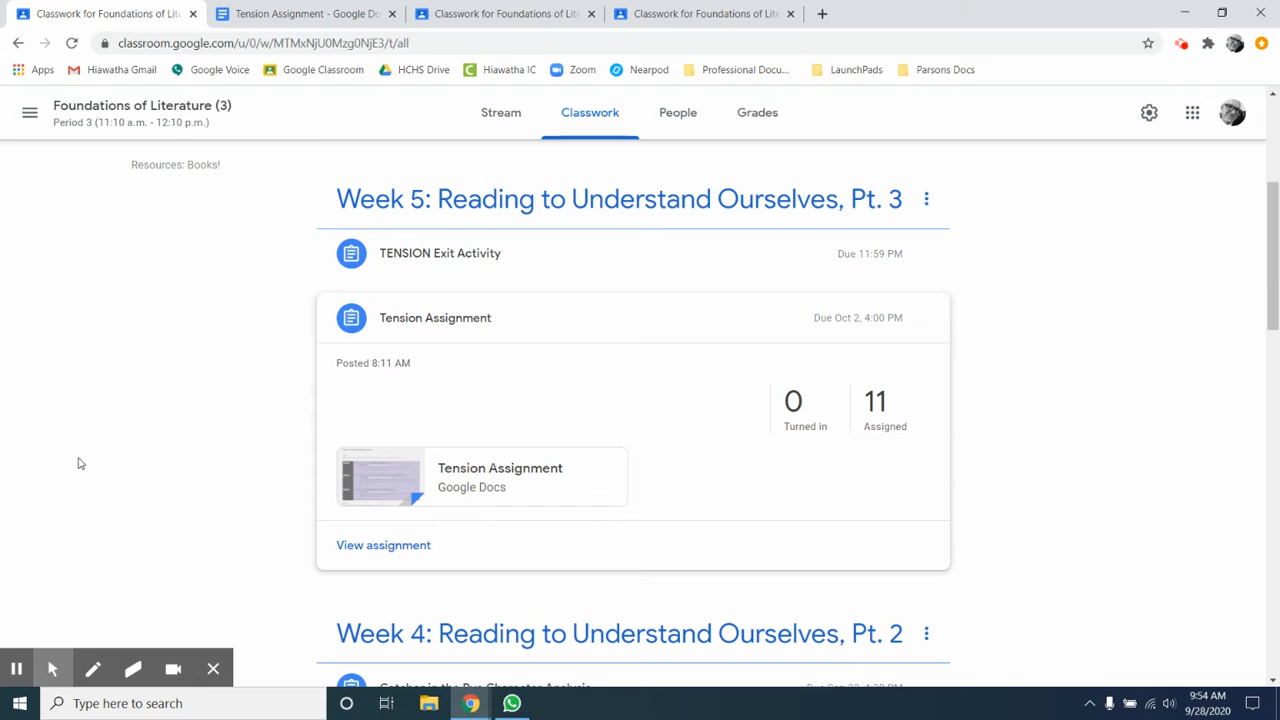 Classwork for Foundations of Lite
Tension Assignment - Google Do
Classwork for Foundations of Lite
Classwork for Foundations of Lite
classroom.google.com/u/0/w/MTMxNjU0Mzg0NjE3/t/all
Apps
Hiawatha Gmail
Google Voice
Google Classroom
HCHS Drive
Hiawatha IC
Zoom
Nearpod
Professional Docu...
LaunchPads
Parsons Docs
Foundations of Literature (3)
Period 3 (11:10 a.m. - 12:10 p.m.)
Stream
Classwork
People
Grades
Resources: Books!
Week 5: Reading to Understand Ourselves, Pt. 3
TENSION Exit Activity
Due 11:59 PM
Tension Assignment
Due Oct 2, 4:00 PM
Posted 8:11 AM
0
Turned in
11
Assigned
Tension Assignment
Google Docs
View assignment
Week 4: Reading to Understand Ourselves, Pt. 2
Type here to search
9:54 AM
9/28/2020